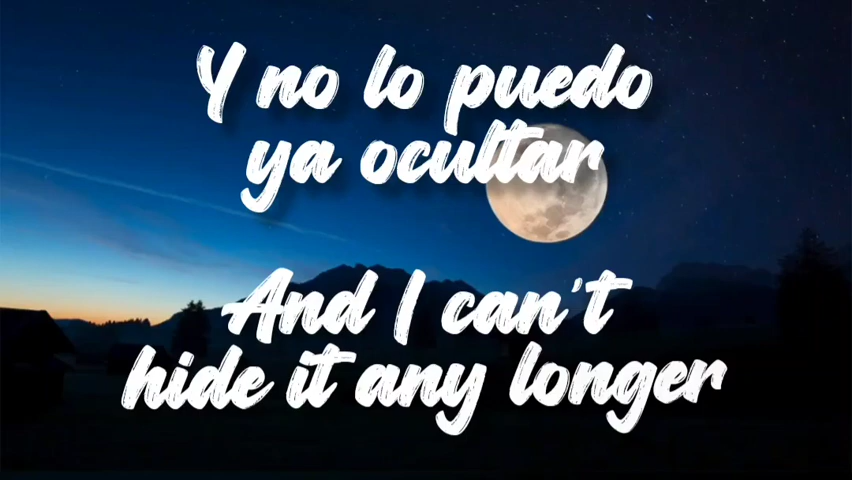 Y no lo puedo
ya ocultar
And I can't
hide it any longer